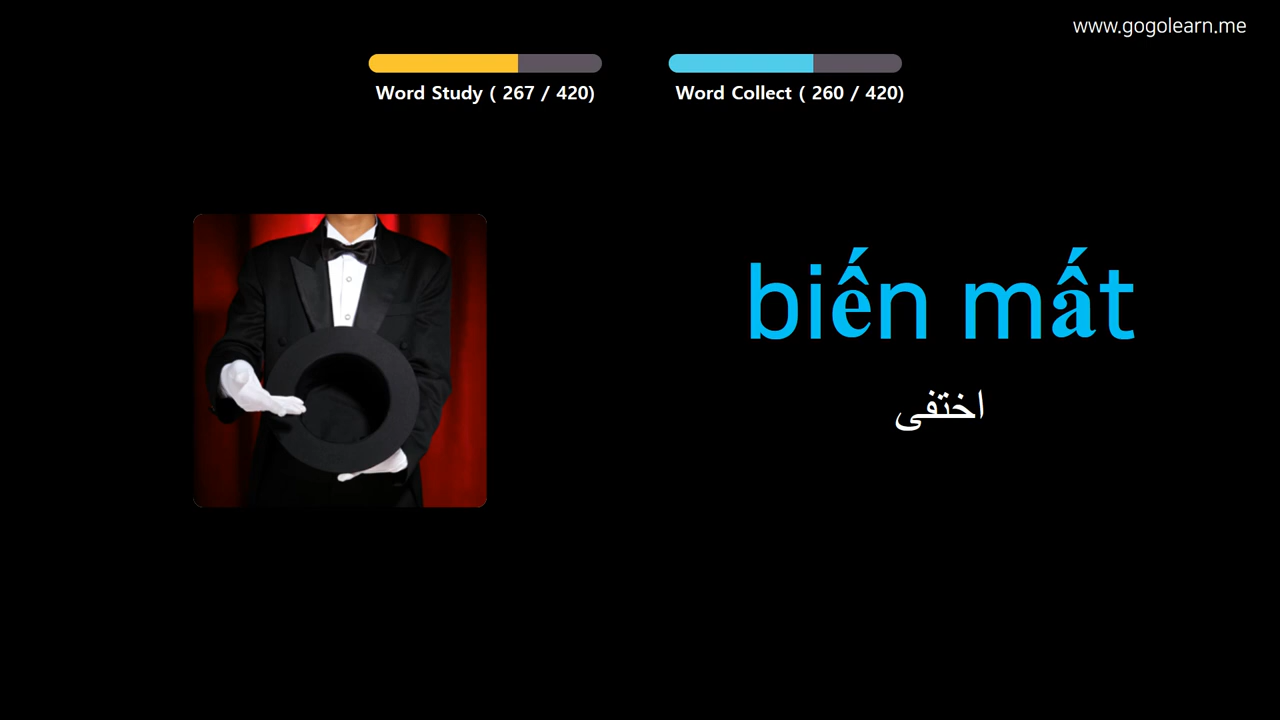 www.gogolearn.me
Word Study ( 267 / 420)
Word Collect ( 260 / 420)
biến mất
اختفى